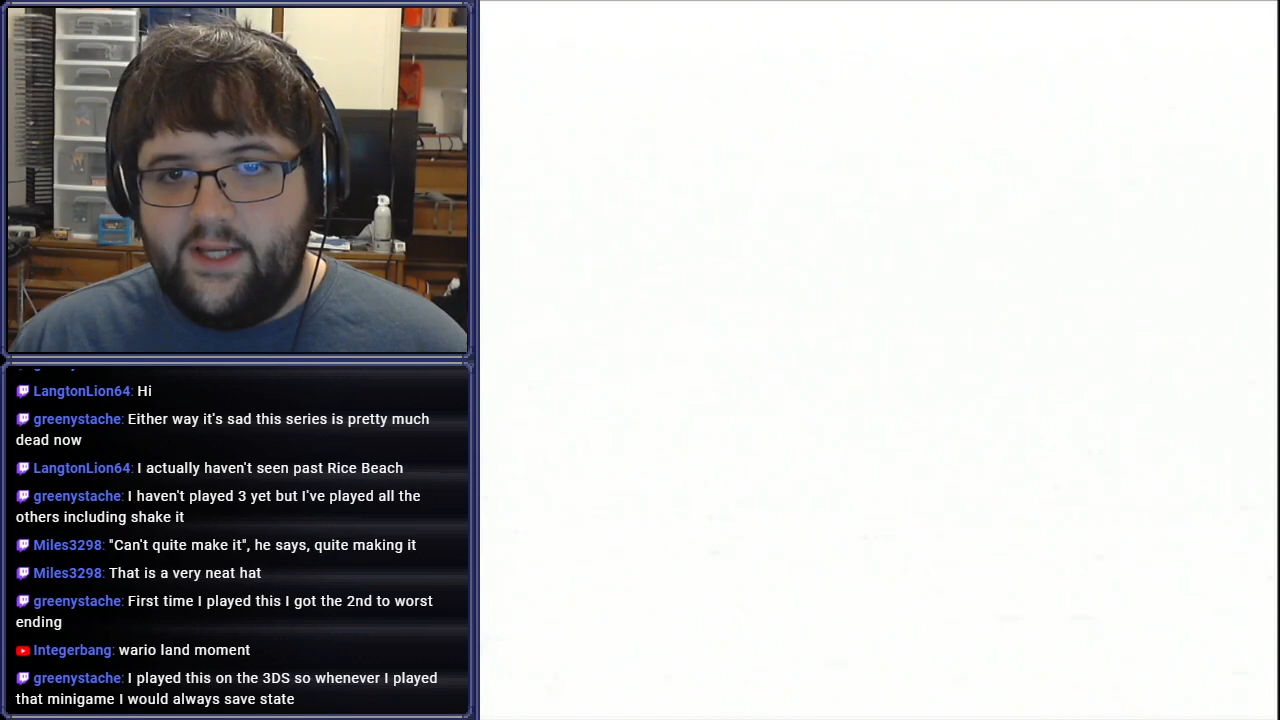 LangtonLion64: Hi
greenystache: Either way it's sad this series is pretty much
dead now
LangtonLion64: I actually haven't seen past Rice Beach
greenystache: I haven't played 3 yet but I've played all the
others including shake it
Miles3298: "Can't quite make it", he says, quite making it
Miles3298: That is a very neat hat
greenystache: First time I played this I got the 2nd to worst
ending
Integerbang: wario land moment
greenystache: I played this on the 3DS so whenever I played
that minigame I would always save state